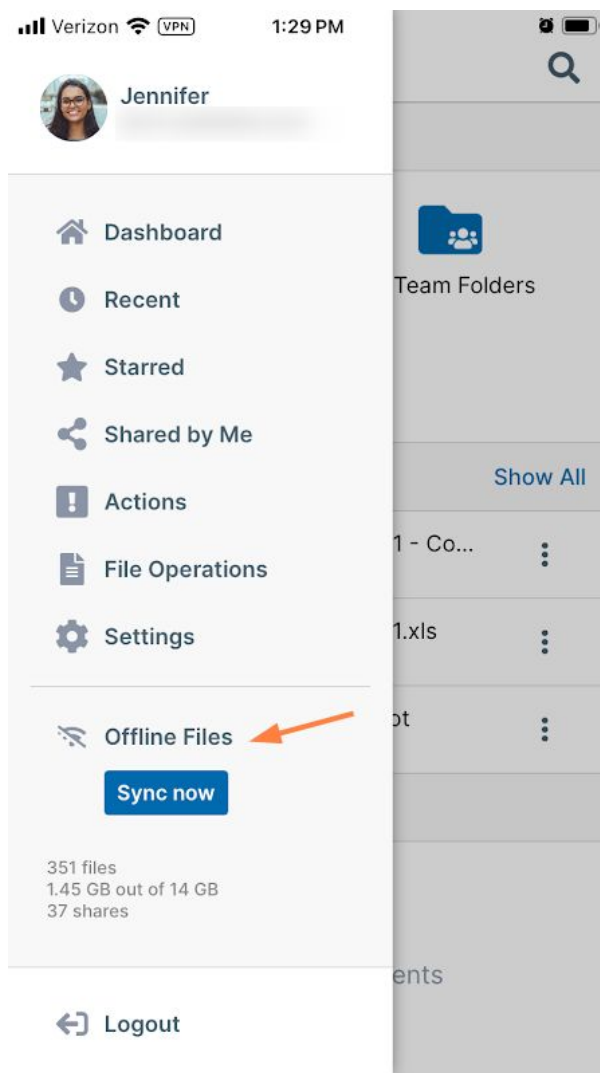 Verizon VPN 1:29 PM
Jennifer
Dashboard
Recent
Starred
Shared by Me
Actions
File Operations
Settings
Offline Files
Sync now
351 files
1.45 GB out of 14 GB
37 shares
Logout
Team Folders
Show All
1 - Co...
1.xls
ot
ents